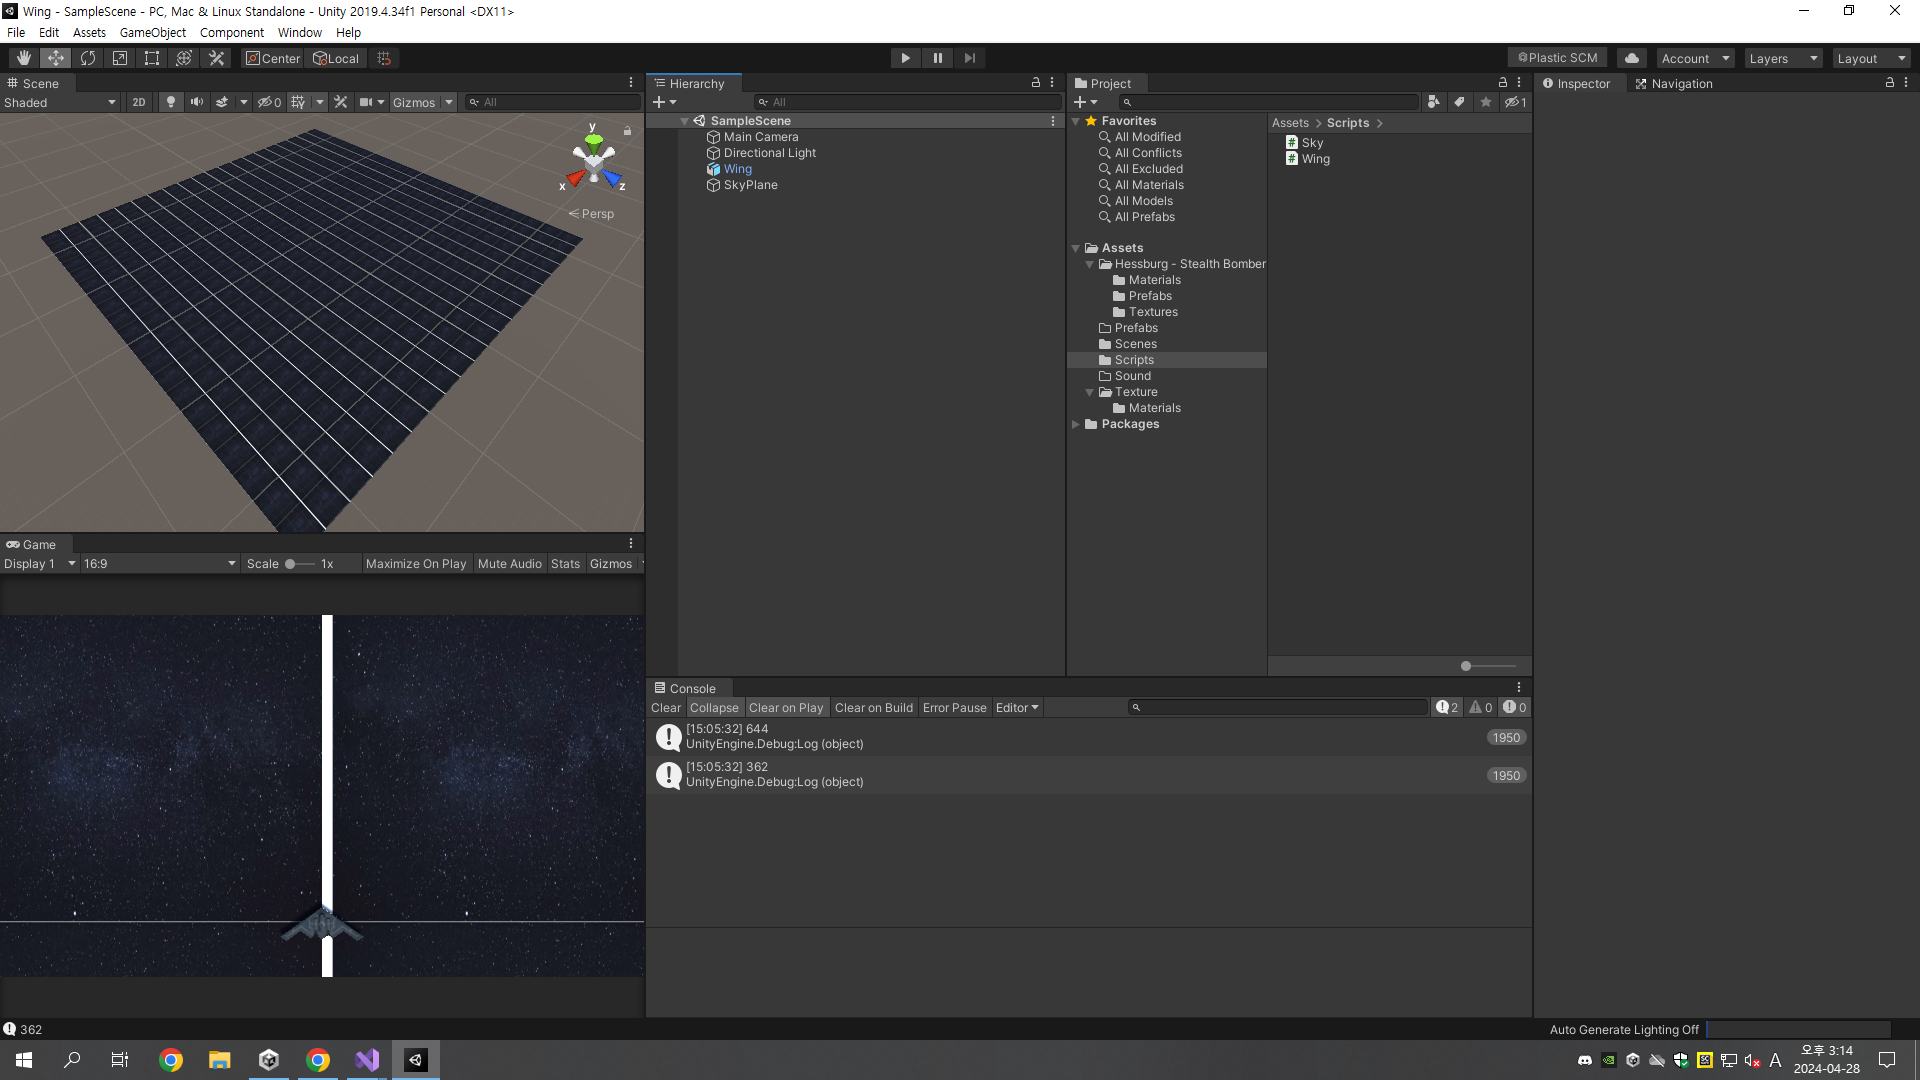 Wing - SampleScene - PC, Mac & Linux Standalone - Unity 2019.4.34f1 Personal <DX11>
File Edit Assets GameObject Component Window Help
Center Local Plastic SCM Account Layers Layout
Scene
Shaded 2D 0 Gizmos All
y
x z
Persp
Game
Display 1 16:9 Scale 1x Maximize On Play Mute Audio Stats Gizmos
Hierarchy
All
SampleScene
Main Camera
Directional Light
Wing
SkyPlane
Project
1
Favorites
All Modified
All Conflicts
All Excluded
All Materials
All Models
All Prefabs
Assets
Hessburg - Stealth Bomber
Materials
Prefabs
Textures
Prefabs
Scenes
Scripts
Sound
Texture
Materials
Packages
Assets Scripts
# Sky
# Wing
Inspector Navigation
Console
Clear Collapse Clear on Play Clear on Build Error Pause Editor 2 0 0
[15:05:32] 644
UnityEngine.Debug:Log (object)
1950
[15:05:32] 362
UnityEngine.Debug:Log (object)
1950
362
Auto Generate Lighting Off
A
오후 3:14
2024-04-28